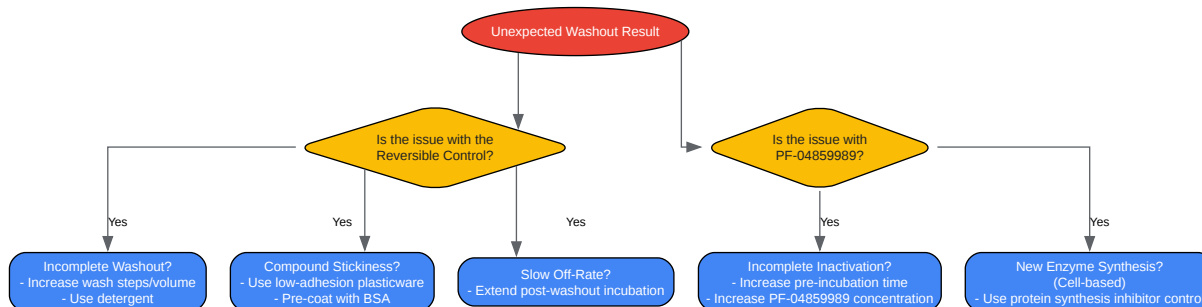 Unexpected Washout Result
Is the issue with the
Reversible Control?
Is the issue with
PF-04859989?
Yes
Yes
Yes
Yes
Yes
Incomplete Washout?
- Increase wash steps/volume
- Use detergent
Compound Stickiness?
- Use low-adhesion plasticware
- Pre-coat with BSA
Slow Off-Rate?
- Extend post-washout incubation
Incomplete Inactivation?
- Increase pre-incubation time
- Increase PF-04859989 concentration
New Enzyme Synthesis?
(Cell-based)
- Use protein synthesis inhibitor contro